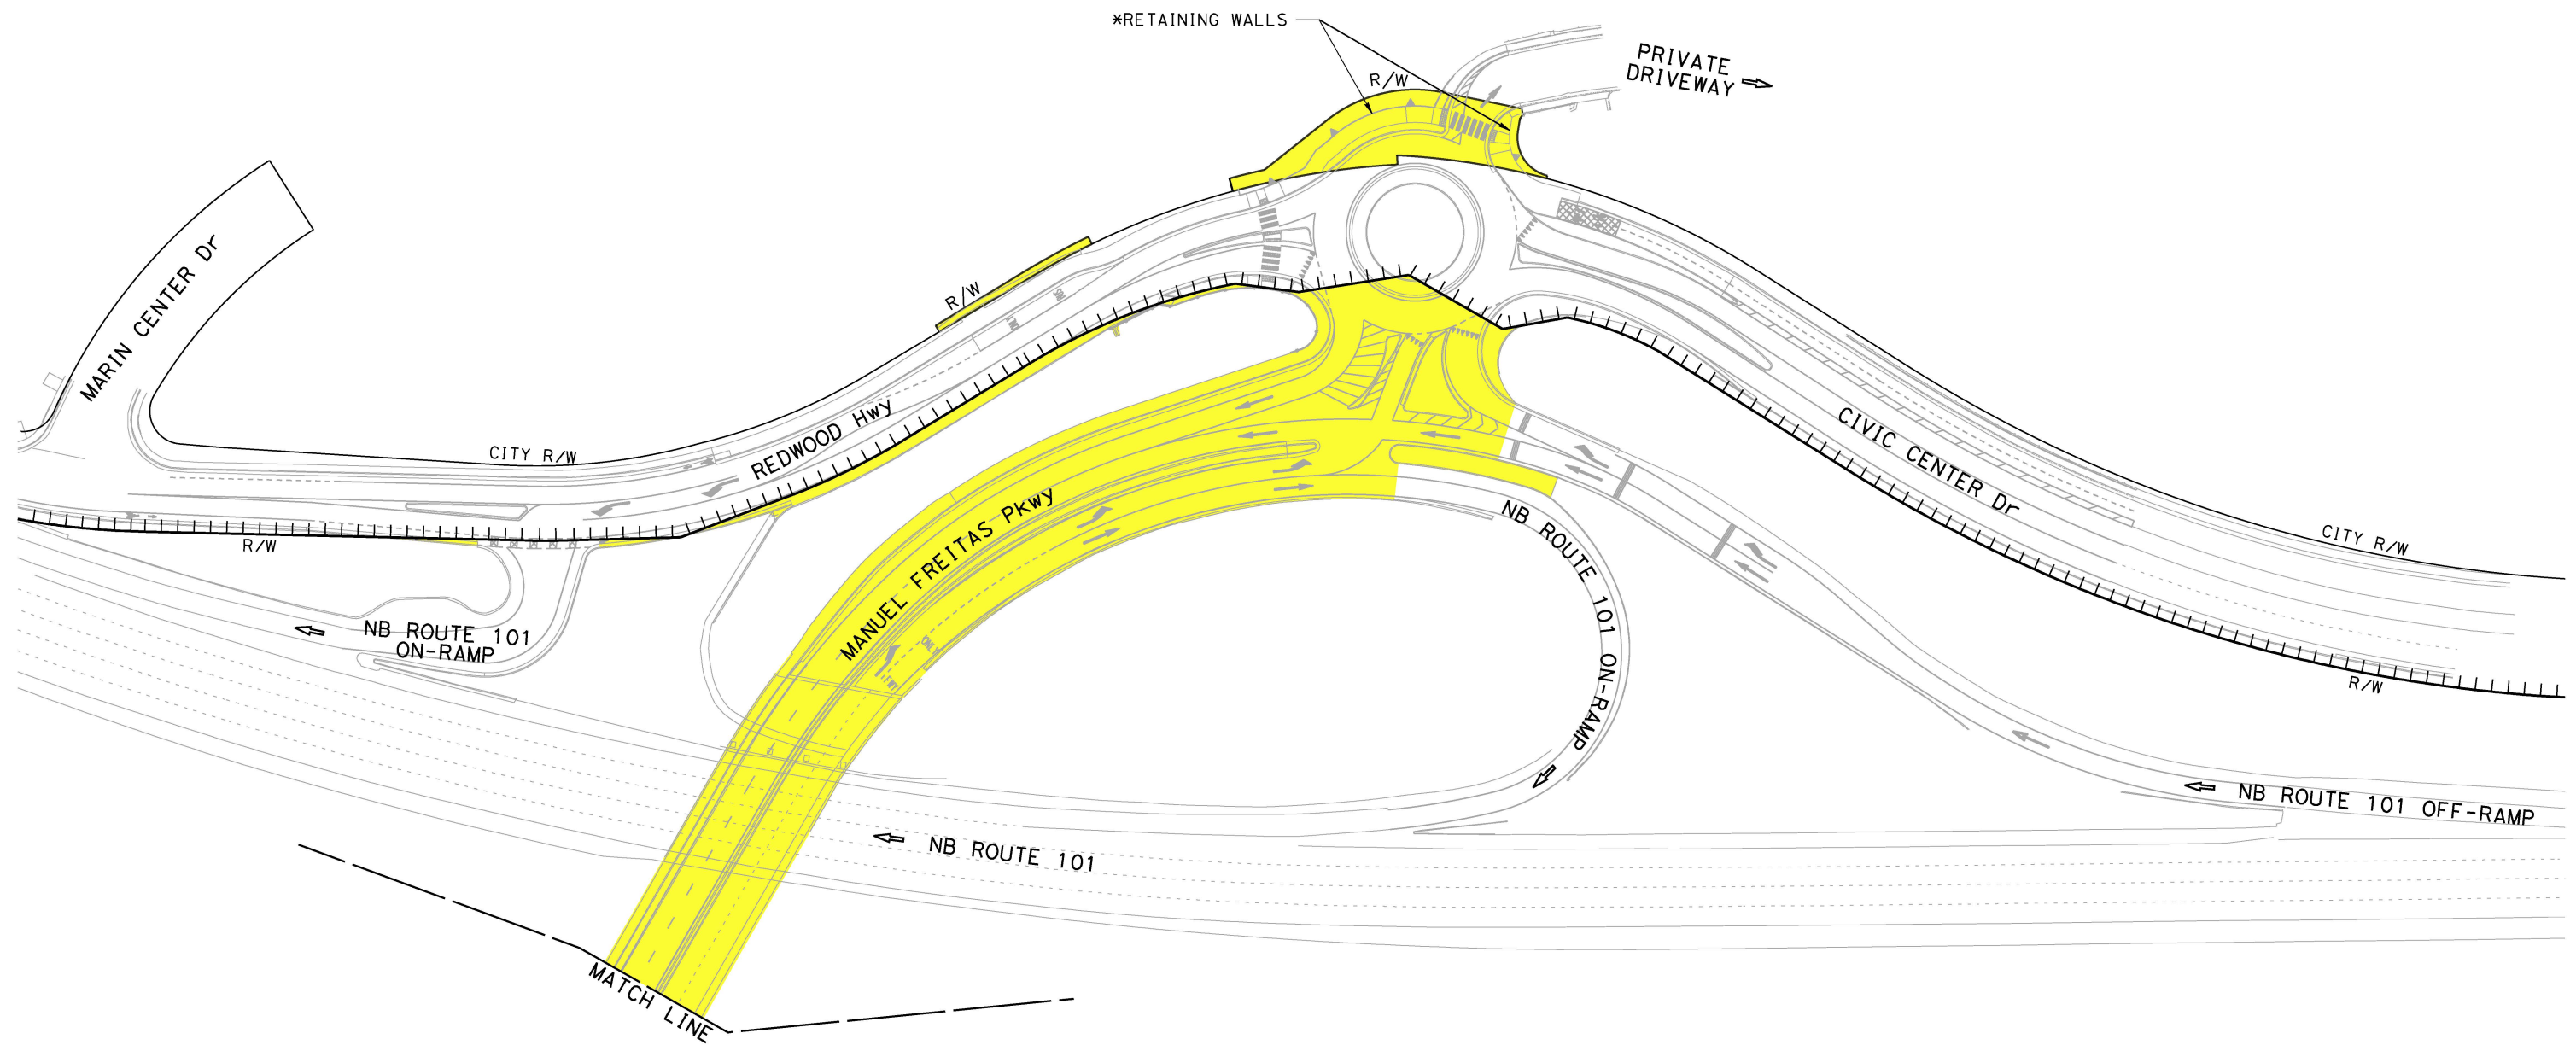 *RETAINING WALLS
R/W
PRIVATE
DRIVEWAY
MARIN CENTER Dr
R/W
CITY R/W
REDWOOD Hwy
CIVIC CENTER Dr
R/W
MANUEL FREITAS PKwy
NB ROUTE 101 ON-RAMP
CITY R/W
NB ROUTE 101
ON-RAMP
R/W
NB ROUTE 101 OFF-RAMP
NB ROUTE 101
MATCH LINE